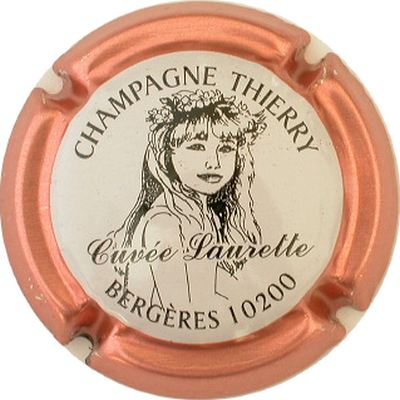 CHAMPAGNE THIERRY
Cuvée Laurette
BERGÈRES 10200